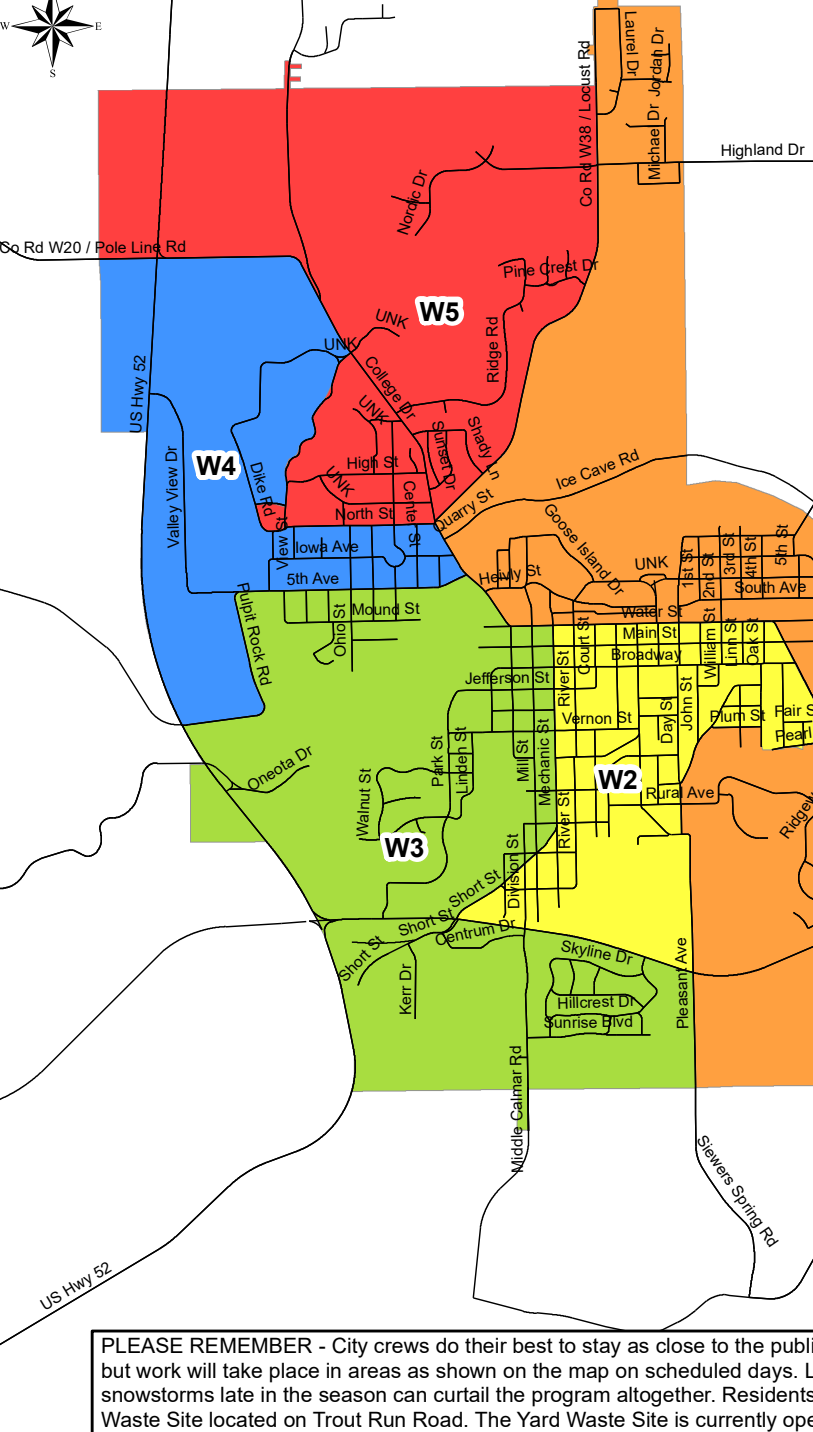 W
E
S
Laurel Dr
Jordan Dr
Co Rd W38 / Locust Rd
Michael Dr
Highland Dr
Nordic Dr
Co Rd W20 / Pole Line Rd
Pine Crest Dr
W5
UNK
UNK
Ridge Rd
US Hwy 52
College Dr
UNK
Sunset Dr
Shady Ln
Valley View Dr
W4
High St
Dike Rd
UNK
Center St
Ice Cave Rd
North St
Quarry St
View St
Iowa Ave
Goose Island Dr
5th Ave
Heivly St
UNK
1st St
2nd St
3rd St
4th St
5th St
South Ave
Pulpit Rock Rd
Ohio St
Mound St
Water St
Court St
Main St
William St
Linn St
Oak St
Broadway
River St
Jefferson St
John St
Vernon St
Day St
Plum St
Fair S
Pearl
Park St
Linden St
Mill St
Mechanic St
Oneota Dr
Walnut St
W2
Rural Ave
River St
Ridgew
W3
Division St
Short St
Short St
Centrum Dr
Short St
Kerr Dr
Skyline Dr
Pleasant Ave
Hillcrest Dr
Sunrise Blvd
Middle Calmar Rd
Siewers Spring Rd
US Hwy 52
PLEASE REMEMBER - City crews do their best to stay as close to the publi
but work will take place in areas as shown on the map on scheduled days. L
snowstorms late in the season can curtail the program altogether. Residents
Waste Site located on Trout Run Road. The Yard Waste Site is currently ope